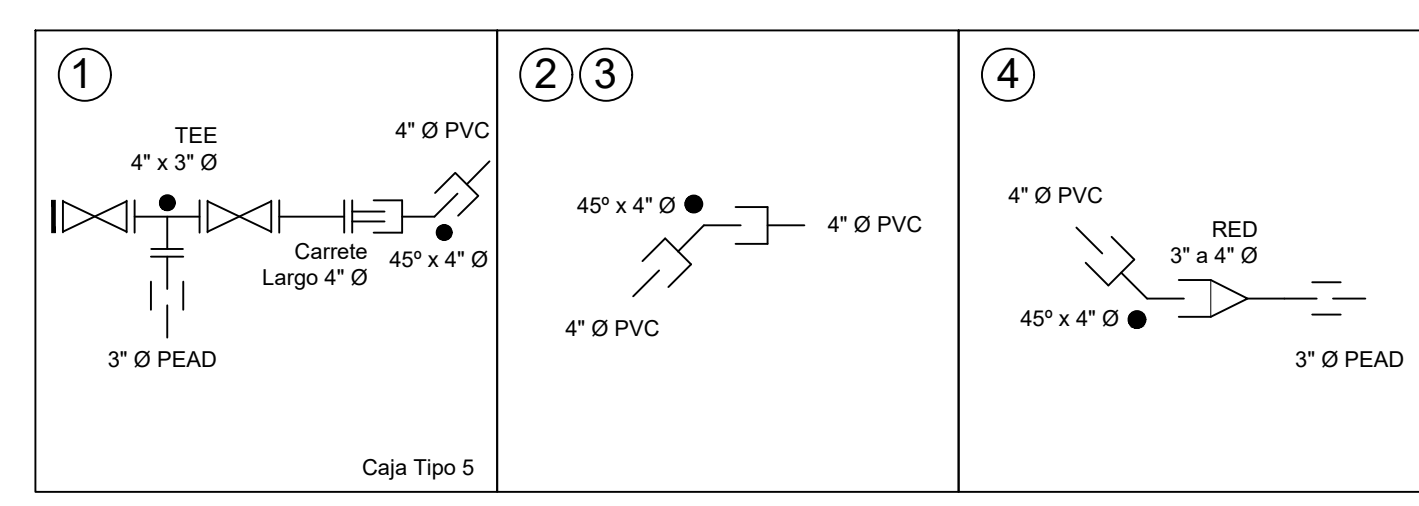 1
TEE
4" x 3" Ø
4" Ø PVC
Carrete
Largo 4" Ø
45º x 4" Ø
3" Ø PEAD
Caja Tipo 5
2 3
45º x 4" Ø
4" Ø PVC
4" Ø PVC
4
4" Ø PVC
RED
3" a 4" Ø
45º x 4" Ø
3" Ø PEAD